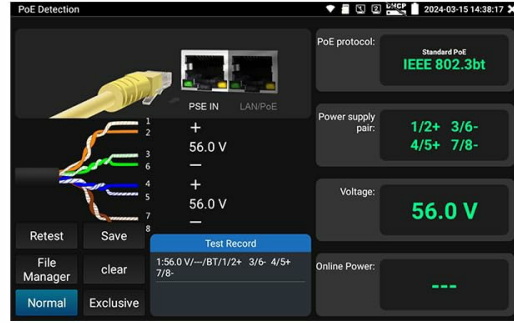 PoE Detection
1
2
DHCP
2024-03-15 14:38:17
PSE IN
LAN/PoE
PoE protocol:
Standard PoE
IEEE 802.3bt
1
2
+
56.0 V
3
6
—
Power supply pair:
1/2+ 3/6-
4/5+ 7/8-
4
5
+
56.0 V
7
8
—
Voltage:
56.0 V
Retest
Save
File
Manager
clear
Normal
Exclusive
Test Record
1:56.0 V/---/BT/1/2+ 3/6- 4/5+
7/8-
Online Power:
---